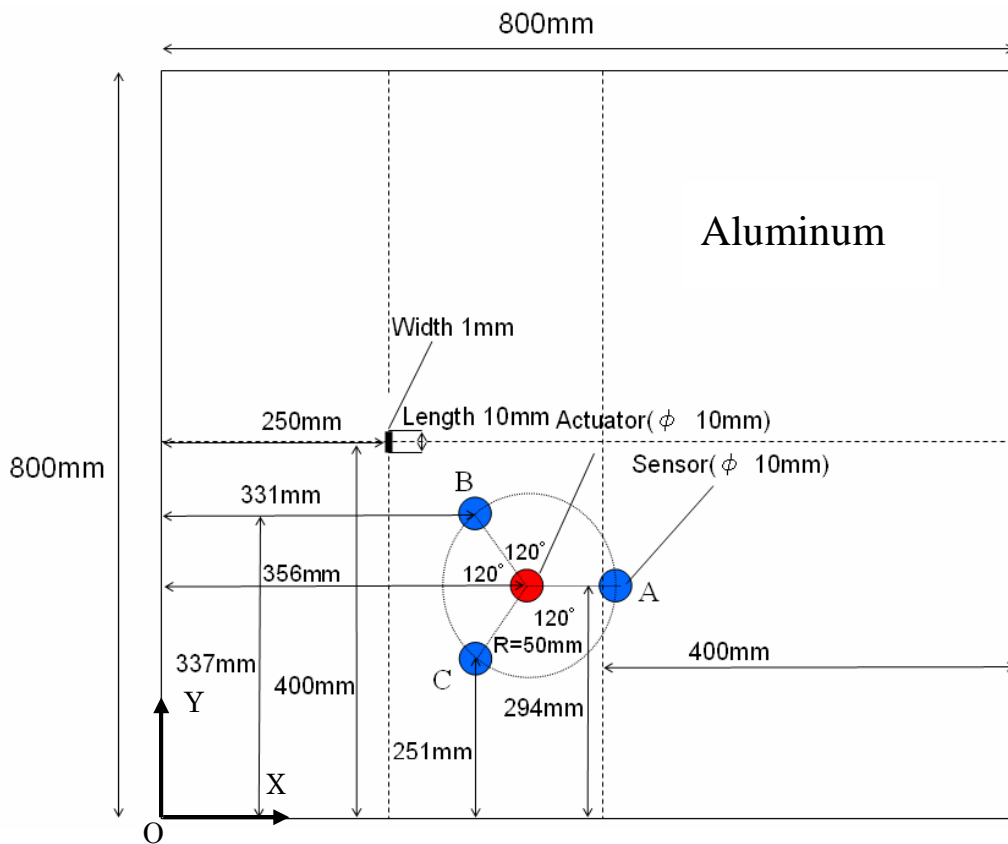 800mm
Aluminum
Width 1mm
250mm
Length 10mm
Actuator(φ 10mm)
800mm
Sensor(φ 10mm)
B
331mm
120°
356mm
120°
A
120°
R=50mm
337mm
400mm
C
400mm
294mm
Y
251mm
X
O